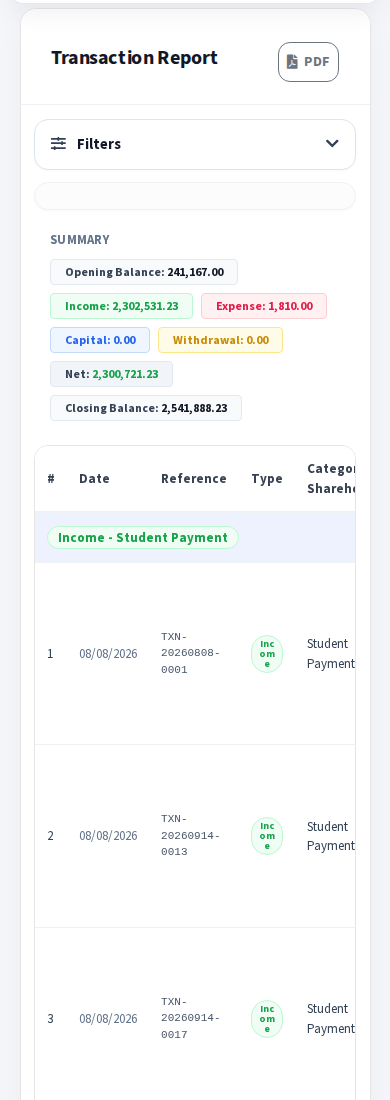 Transaction Report
PDF
Filters
SUMMARY
Opening Balance: 241,167.00
Income: 2,302,531.23 Expense: 1,810.00
Capital: 0.00 Withdrawal: 0.00
Net: 2,300,721.23
Closing Balance: 2,541,888.23
# Date Reference Type Categor
Shareho
Income - Student Payment
1 08/08/2026 TXN-
20260808-
0001
Inc
om
e
Student
Payment
2 08/08/2026 TXN-
20260914-
0013
Inc
om
e
Student
Payment
3 08/08/2026 TXN-
20260914-
0017
Inc
om
e
Student
Payment